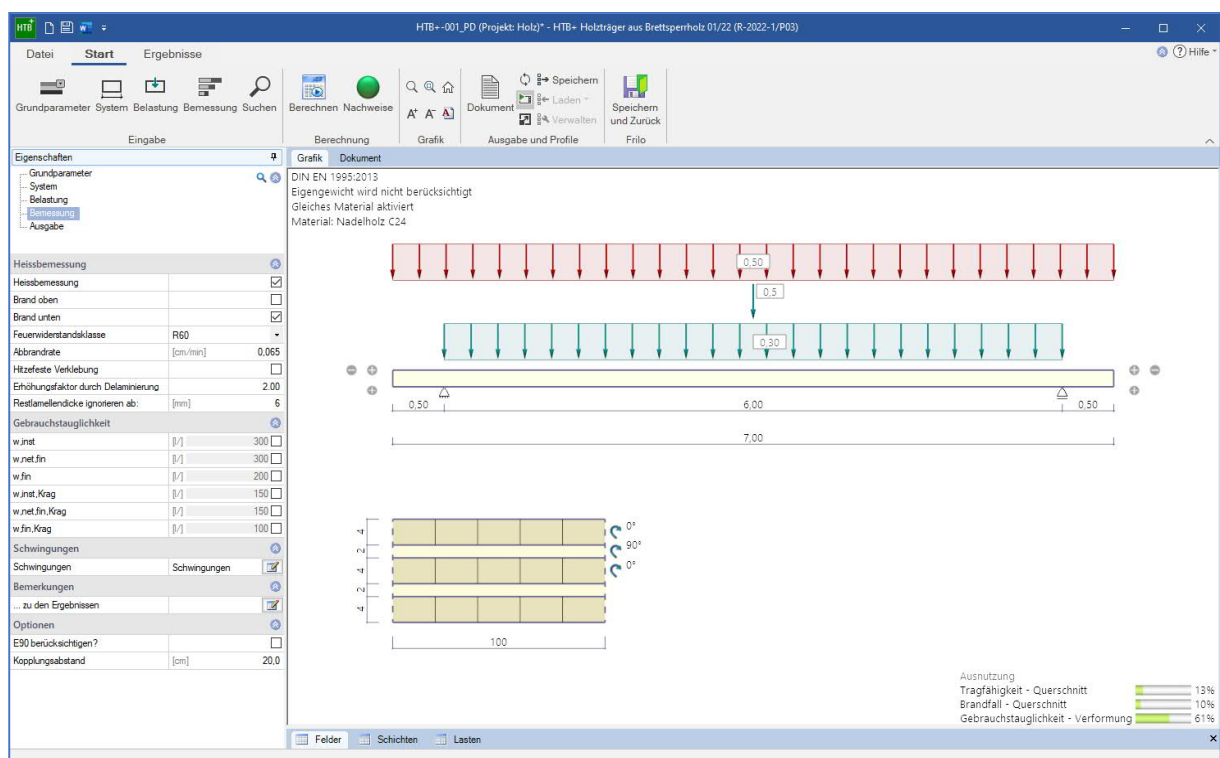 HTB+
HTB+-001_PD (Projekt: Holz)* - HTB+ Holzträger aus Brettsperrholz 01/22 (R-2022-1/P03)
Datei Start Ergebnisse
Hilfe
Grundparameter System Belastung Bemessung Suchen
Berechnen Nachweise
A+ A- A
Dokument
Speichern
Laden
Verwalten
Speichern und Zurück
Eingabe Berechnung Grafik Ausgabe und Profile Frilo
Eigenschaften
Grundparameter
System
Belastung
Bemessung
Ausgabe
Heissbemessung
Heissbemessung
Brand oben
Brand unten
Feuerwiderstandsklasse R60
Abbrandrate [cm/min] 0,065
Hitzefeste Verklebung
Erhöhungsfaktor durch Delaminierung 2.00
Restlamellendicke ignorieren ab: [mm] 6
Gebrauchstauglichkeit
w,inst [l/] 300
w,net,fin [l/] 300
w,fin [l/] 200
w,inst,Krag [l/] 150
w,net,fin,Krag [l/] 150
w,fin,Krag [l/] 100
Schwingungen
Schwingungen Schwingungen
Bemerkungen
... zu den Ergebnissen
Optionen
E90 berücksichtigen?
Kopplungsabstand [cm] 20,0
Grafik Dokument
DIN EN 1995:2013
Eigengewicht wird nicht berücksichtigt
Gleiches Material aktiviert
Material: Nadelholz C24
0,50
0,5
0,30
0,50 6,00 0,50
7,00
4 0°
2 90°
4 0°
2
4
100
Ausnutzung
Tragfähigkeit - Querschnitt 13%
Brandfall - Querschnitt 10%
Gebrauchstauglichkeit - Verformung 61%
Felder Schichten Lasten